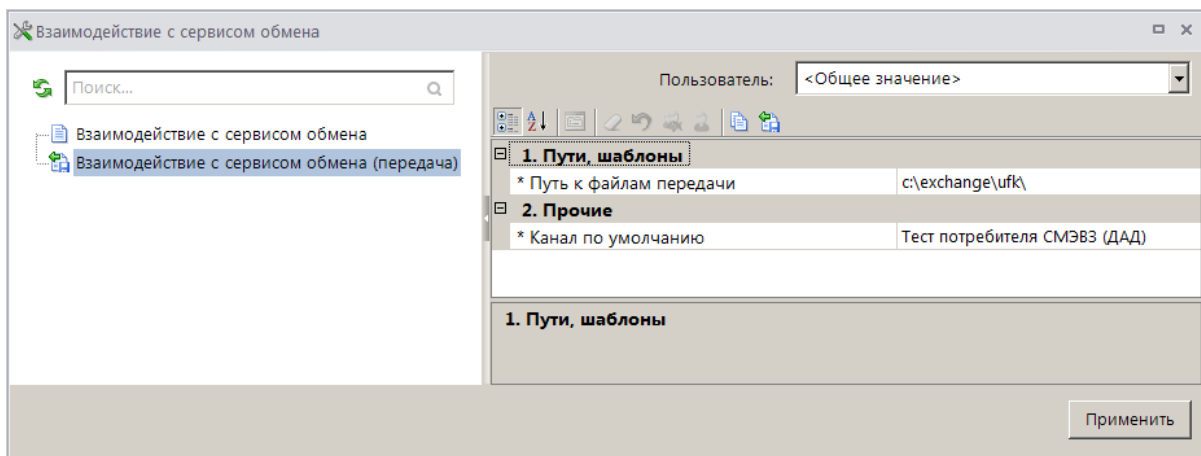 Взаимодействие с сервисом обмена
Поиск...
Взаимодействие с сервисом обмена
Взаимодействие с сервисом обмена (передача)
Пользователь: <Общее значение>
1. Пути, шаблоны
* Путь к файлам передачи c:\exchange\ufk\
2. Прочие
* Канал по умолчанию Тест потребителя СМЭВ3 (ДАД)
1. Пути, шаблоны
Применить